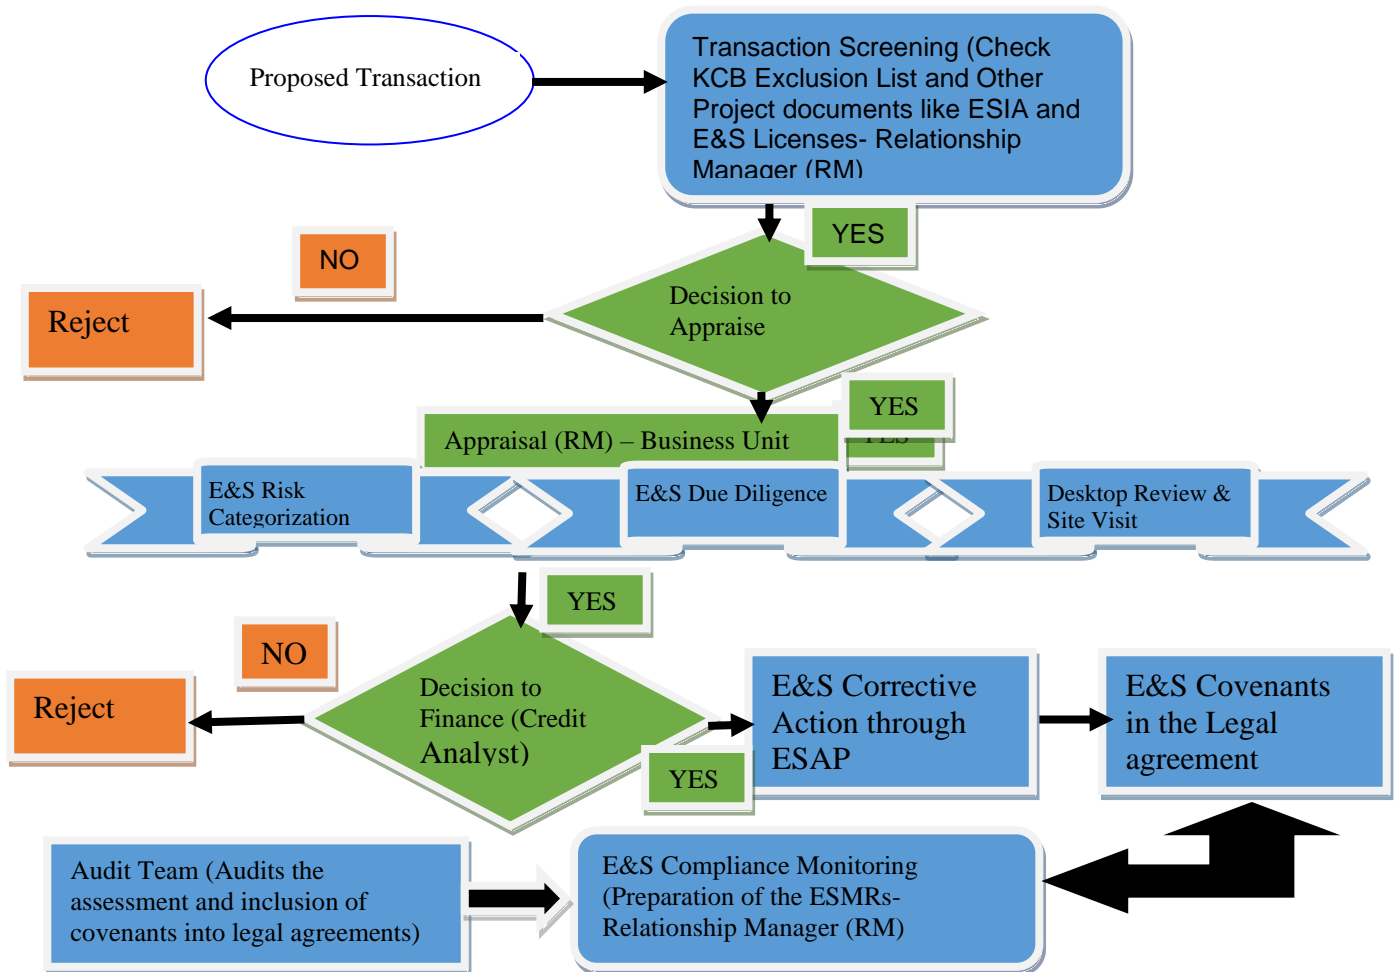 Proposed Transaction
Transaction Screening (Check
KCB Exclusion List and Other
Project documents like ESIA and
E&S Licenses- Relationship
Manager (RM)
YES
NO
Reject
Decision to
Appraise
YES
YES
Appraisal (RM) – Business Unit
E&S Risk
Categorization
E&S Due Diligence
Desktop Review &
Site Visit
YES
NO
Reject
Decision to
Finance (Credit
Analyst)
YES
E&S Corrective
Action through
ESAP
E&S Covenants
in the Legal
agreement
Audit Team (Audits the
assessment and inclusion of
covenants into legal agreements)
E&S Compliance Monitoring
(Preparation of the ESMRs-
Relationship Manager (RM)